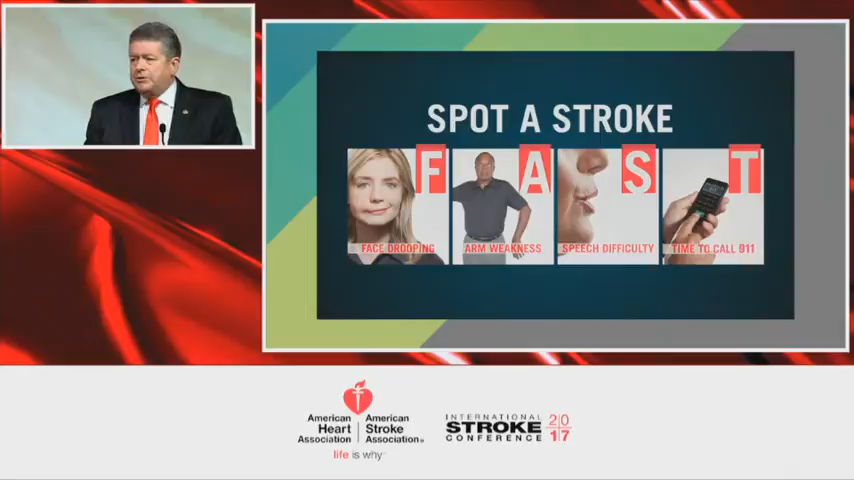 SPOT A STROKE
F
A
S
T
FACE DROOPING
ARM WEAKNESS
SPEECH DIFFICULTY
TIME TO CALL 911
American
Heart
Association
American
Stroke
Association®
life is why™
INTERNATIONAL
STROKE
CONFERENCE
20
17